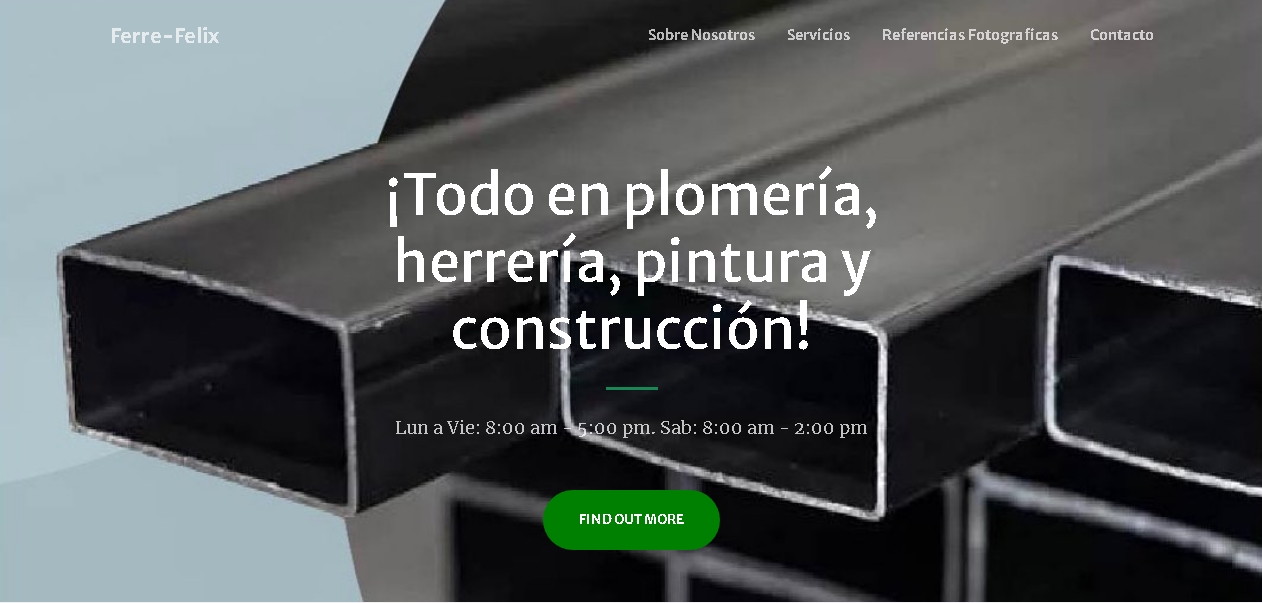 Ferre-Felix
Sobre Nosotros Servicios Referencias Fotograficas Contacto
¡Todo en plomería,
herrería, pintura y
construcción!
Lun a Vie: 8:00 am - 5:00 pm. Sab: 8:00 am - 2:00 pm
FIND OUT MORE